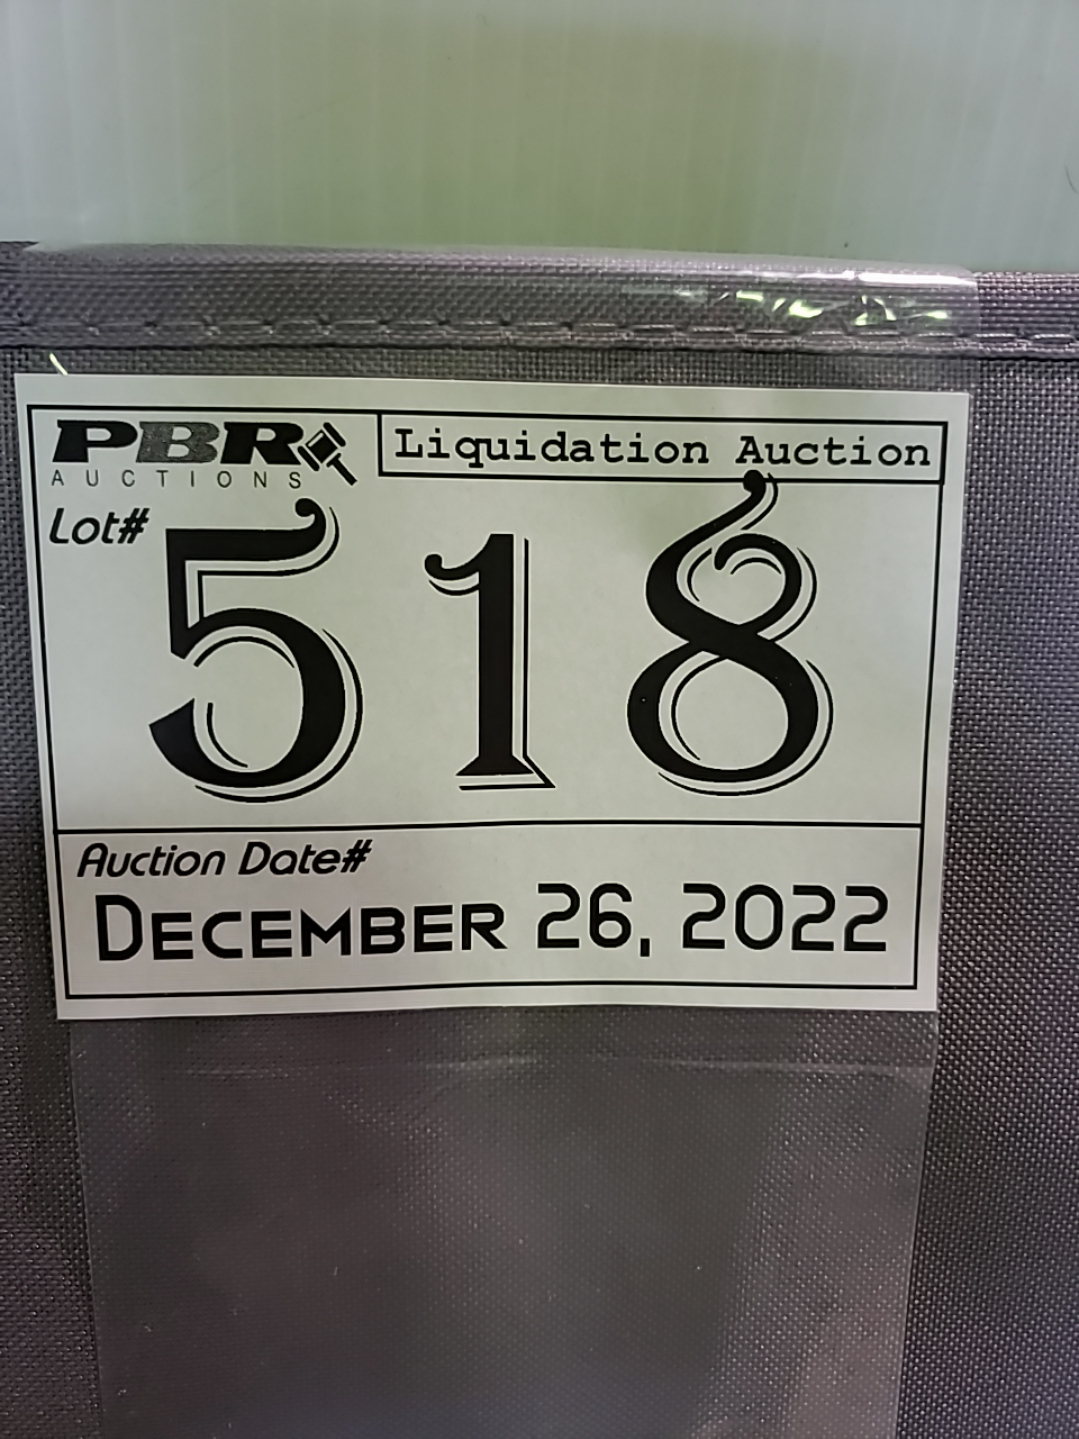 PBR
AUCTIONS
Liquidation Auction
Lot#
518
Auction Date#
DECEMBER 26, 2022